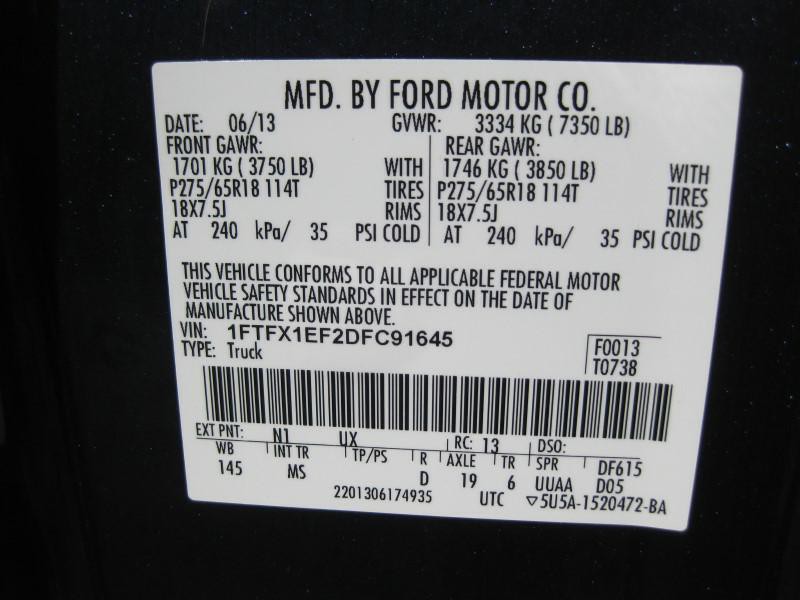 MFD. BY FORD MOTOR CO.
DATE: 06/13 GVWR: 3334 KG ( 7350 LB)
FRONT GAWR: REAR GAWR:
1701 KG ( 3750 LB) WITH 1746 KG ( 3850 LB) WITH
P275/65R18 114T TIRES P275/65R18 114T TIRES
18X7.5J RIMS 18X7.5J RIMS
AT 240 kPa/ 35 PSI COLD AT 240 kPa/ 35 PSI COLD
THIS VEHICLE CONFORMS TO ALL APPLICABLE FEDERAL MOTOR
VEHICLE SAFETY STANDARDS IN EFFECT ON THE DATE OF
MANUFACTURE SHOWN ABOVE.
VIN: 1FTFX1EF2DFC91645
TYPE: Truck
F0013
T0738
EXT PNT: N1 UX RC: 13 DSO:
WB INT TR TP/PS R AXLE TR SPR DF615
145 MS D 19 6 UUAA D05
2201306174935 UTC ▽5U5A-1520472-BA